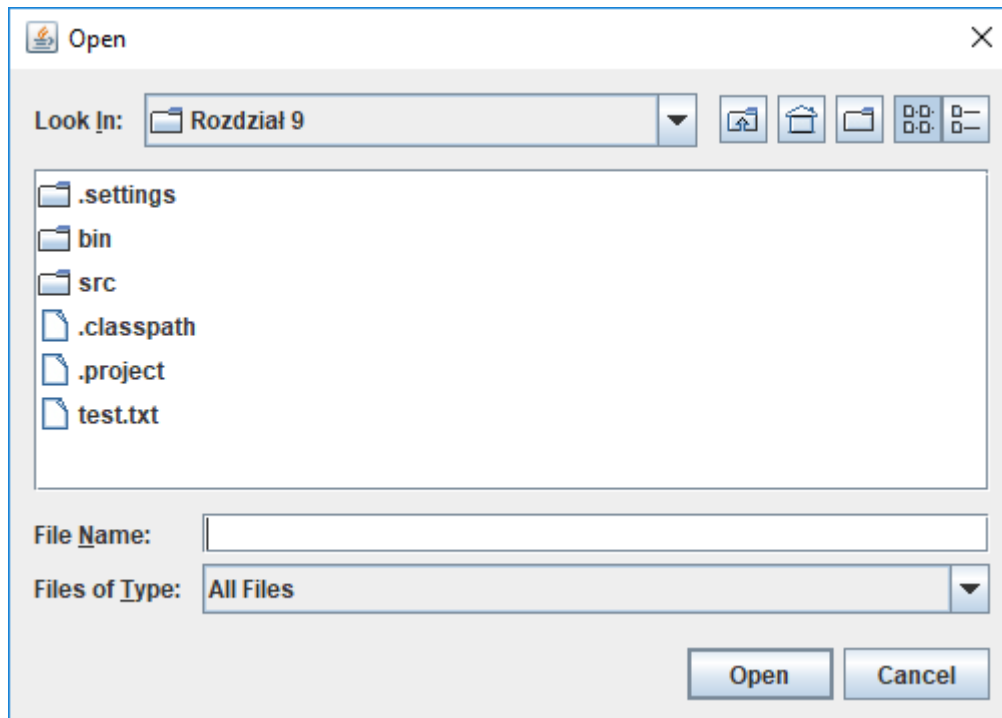 Open
Look In: Rozdział 9
.settings
bin
src
.classpath
.project
test.txt
File Name:
Files of Type: All Files
Open Cancel